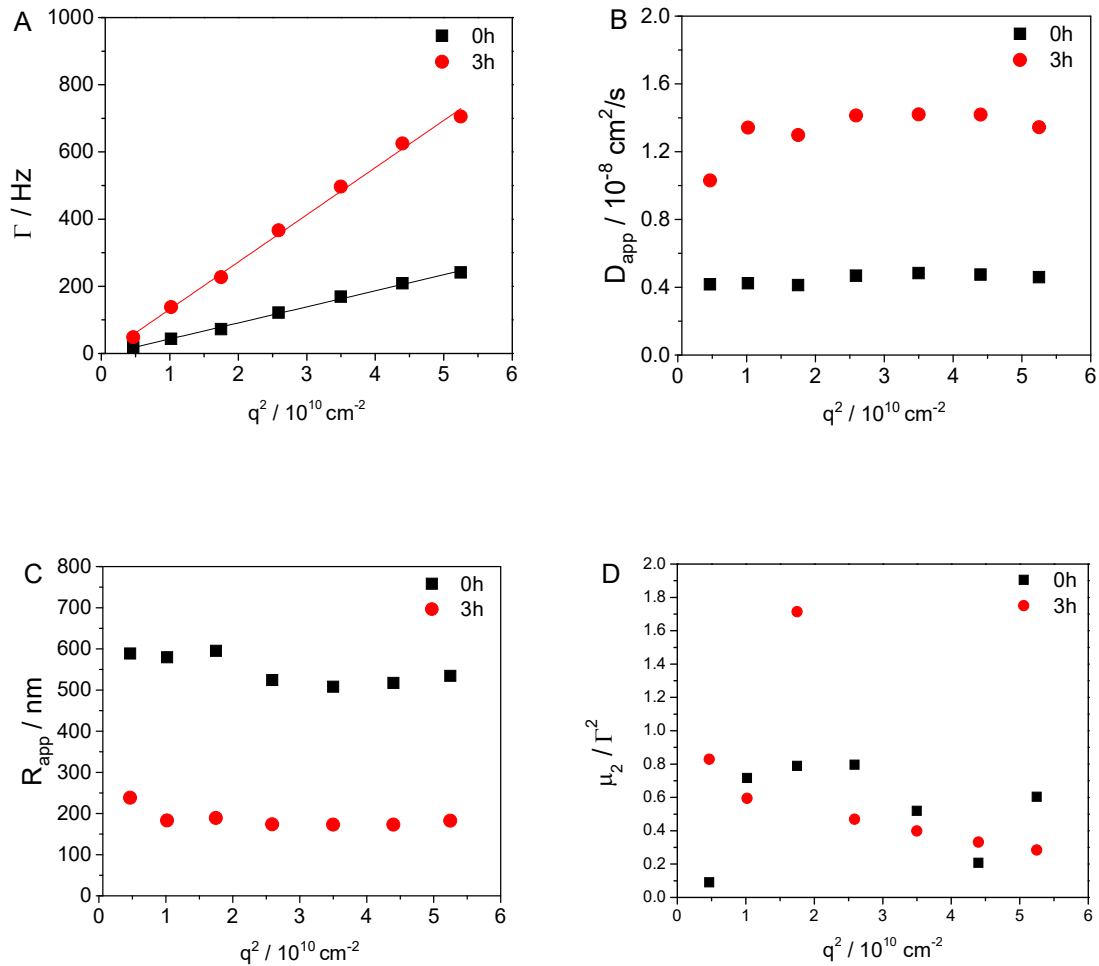 A
1000
800
600
400
200
0
Γ / Hz
0h
3h
0 1 2 3 4 5 6
q² / 10¹⁰ cm⁻²
B
2.0
1.6
1.2
0.8
0.4
0.0
D_app / 10⁻⁸ cm²/s
0h
3h
0 1 2 3 4 5 6
q² / 10¹⁰ cm⁻²
C
800
700
600
500
400
300
200
100
0
R_app / nm
0h
3h
0 1 2 3 4 5 6
q² / 10¹⁰ cm⁻²
D
2.0
1.8
1.6
1.4
1.2
1.0
0.8
0.6
0.4
0.2
0.0
μ₂ / Γ²
0h
3h
0 1 2 3 4 5 6
q² / 10¹⁰ cm⁻²